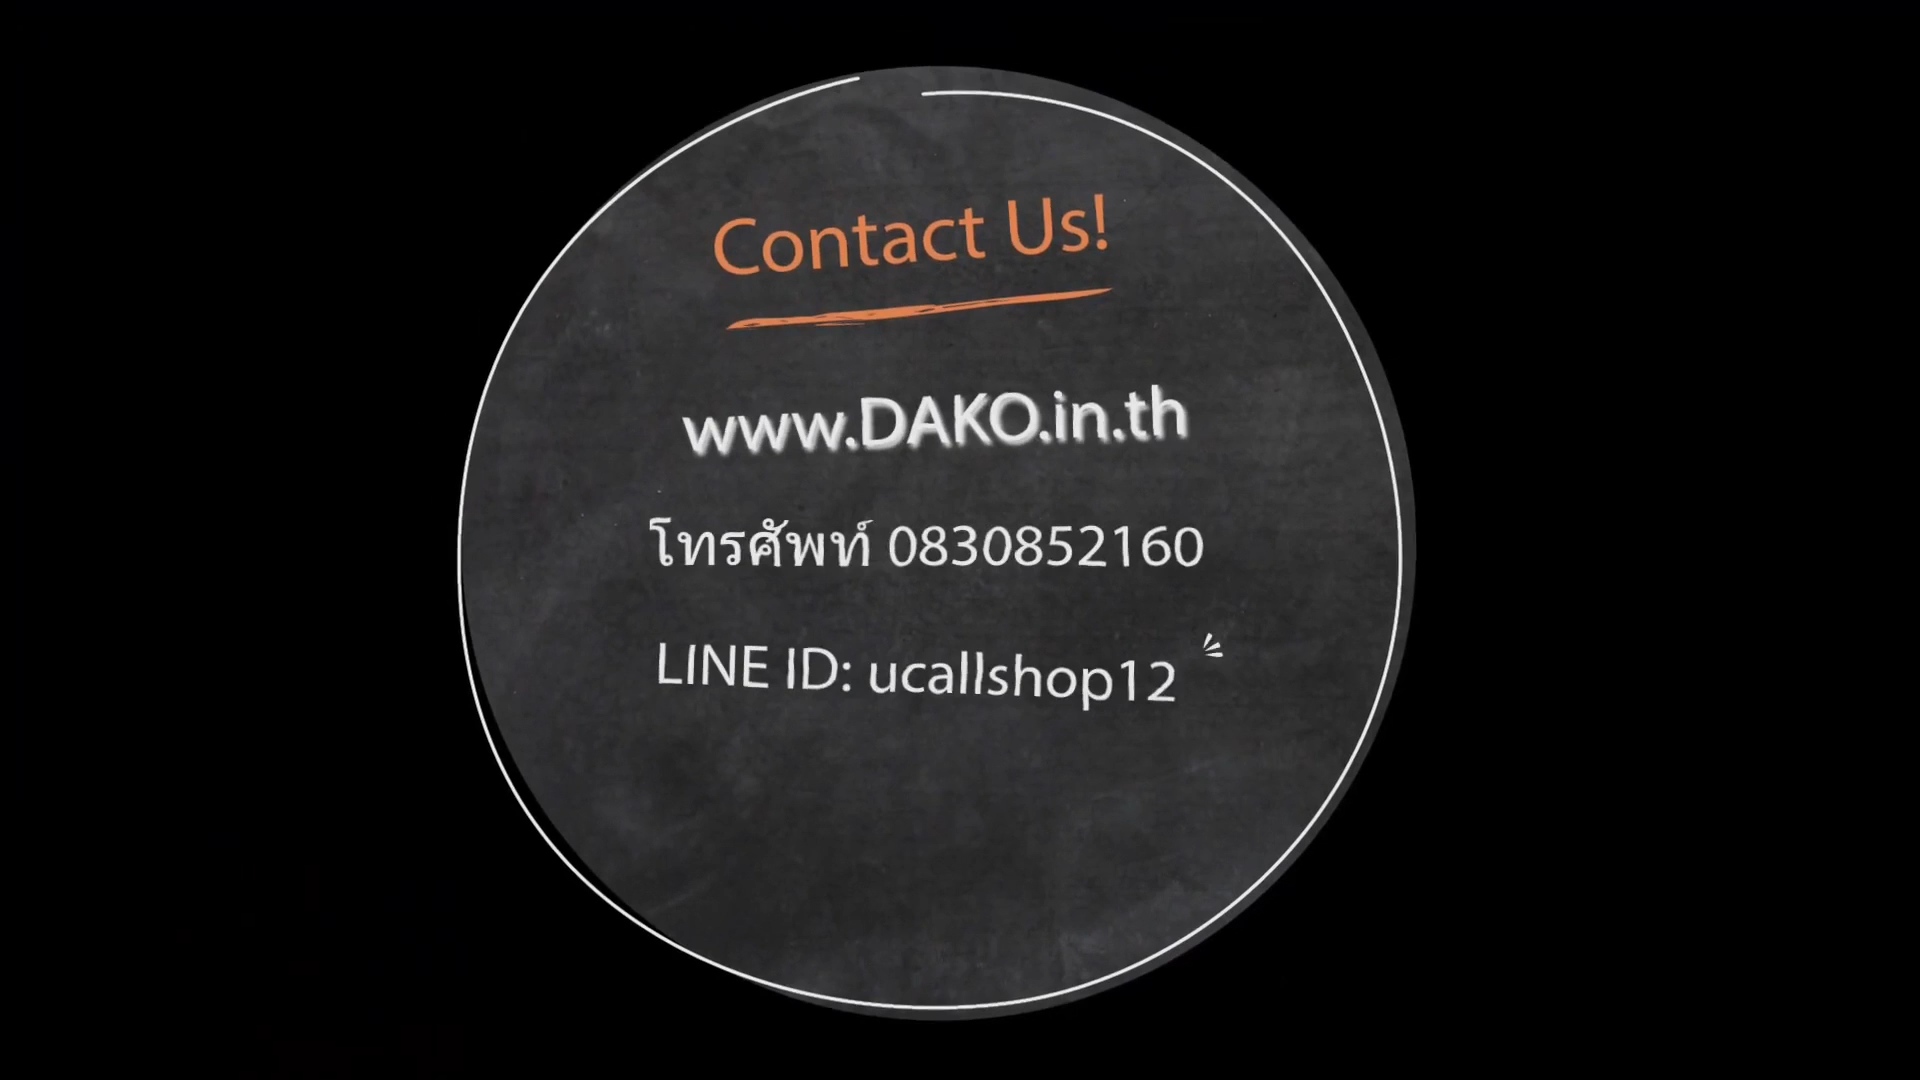 Contact Us!
www.DAKO.in.th
โทรศัพท์ 0830852160
LINE ID: ucallshop12